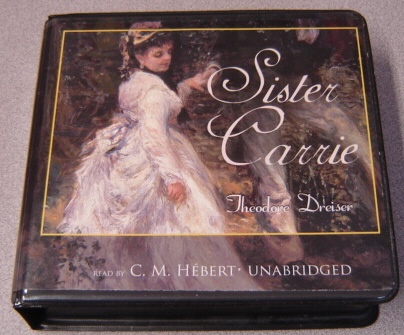 Sister
Carrie
Theodore Dreiser
READ BY C. M. HÉBERT • UNABRIDGED